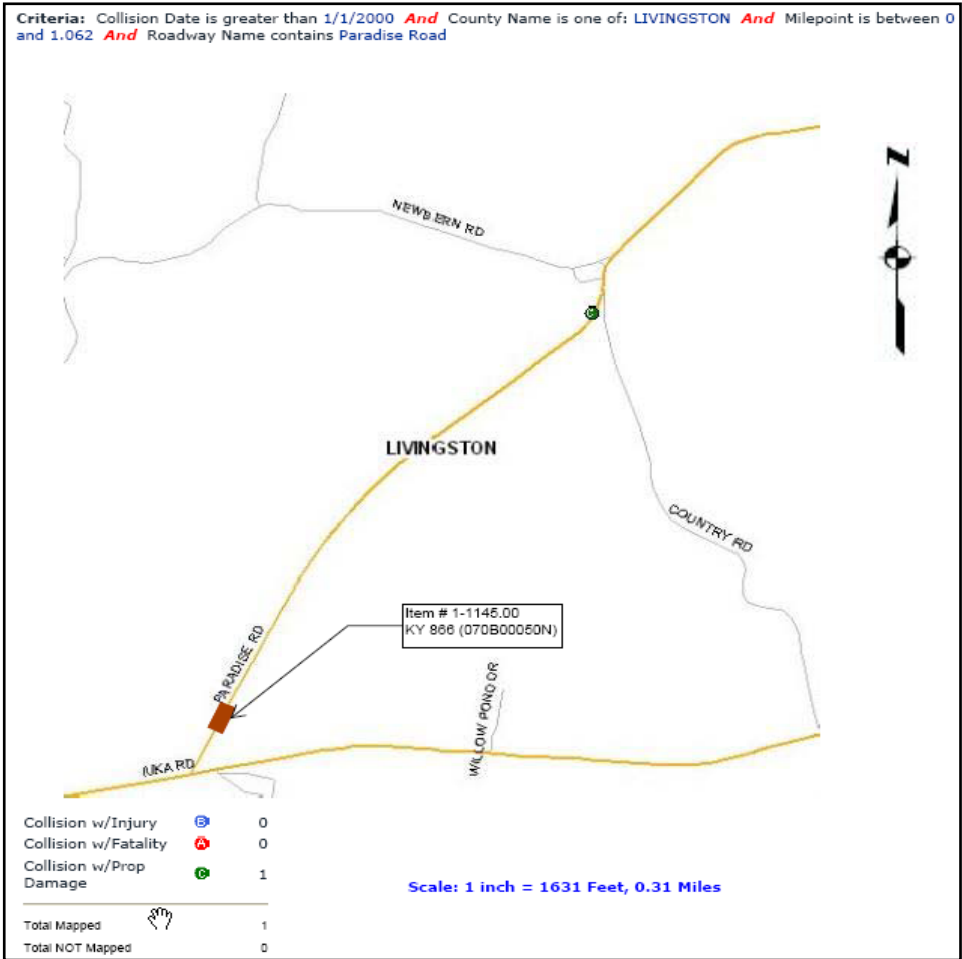 Criteria: Collision Date is greater than 1/1/2000 And County Name is one of: LIVINGSTON And Milepoint is between 0
and 1.062 And Roadway Name contains Paradise Road
N
NEWBERN RD
C
LIVINGSTON
COUNTRY RD
Item # 1-1145.00
KY 866 (070B00050N)
PARADISE RD
WILLOW POND DR
IUKA RD
Collision w/Injury B 0
Collision w/Fatality A 0
Collision w/Prop
Damage C 1
Scale: 1 inch = 1631 Feet, 0.31 Miles
Total Mapped 1
Total NOT Mapped 0